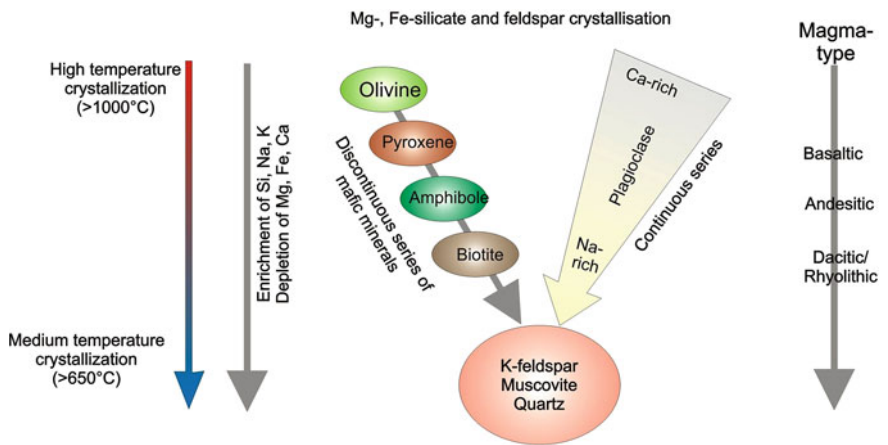 Mg-, Fe-silicate and feldspar crystallisation
High temperature
crystallization
(>1000°C)
Medium temperature
crystallization
(>650°C)
Enrichment of Si, Na, K
Depletion of Mg, Fe, Ca
Olivine
Pyroxene
Amphibole
Biotite
Discontinuous series of
mafic minerals
Ca-rich
Plagioclase
Na-
rich
Continuous series
K-feldspar
Muscovite
Quartz
Magma-
type
Basaltic
Andesitic
Dacitic/
Rhyolithic